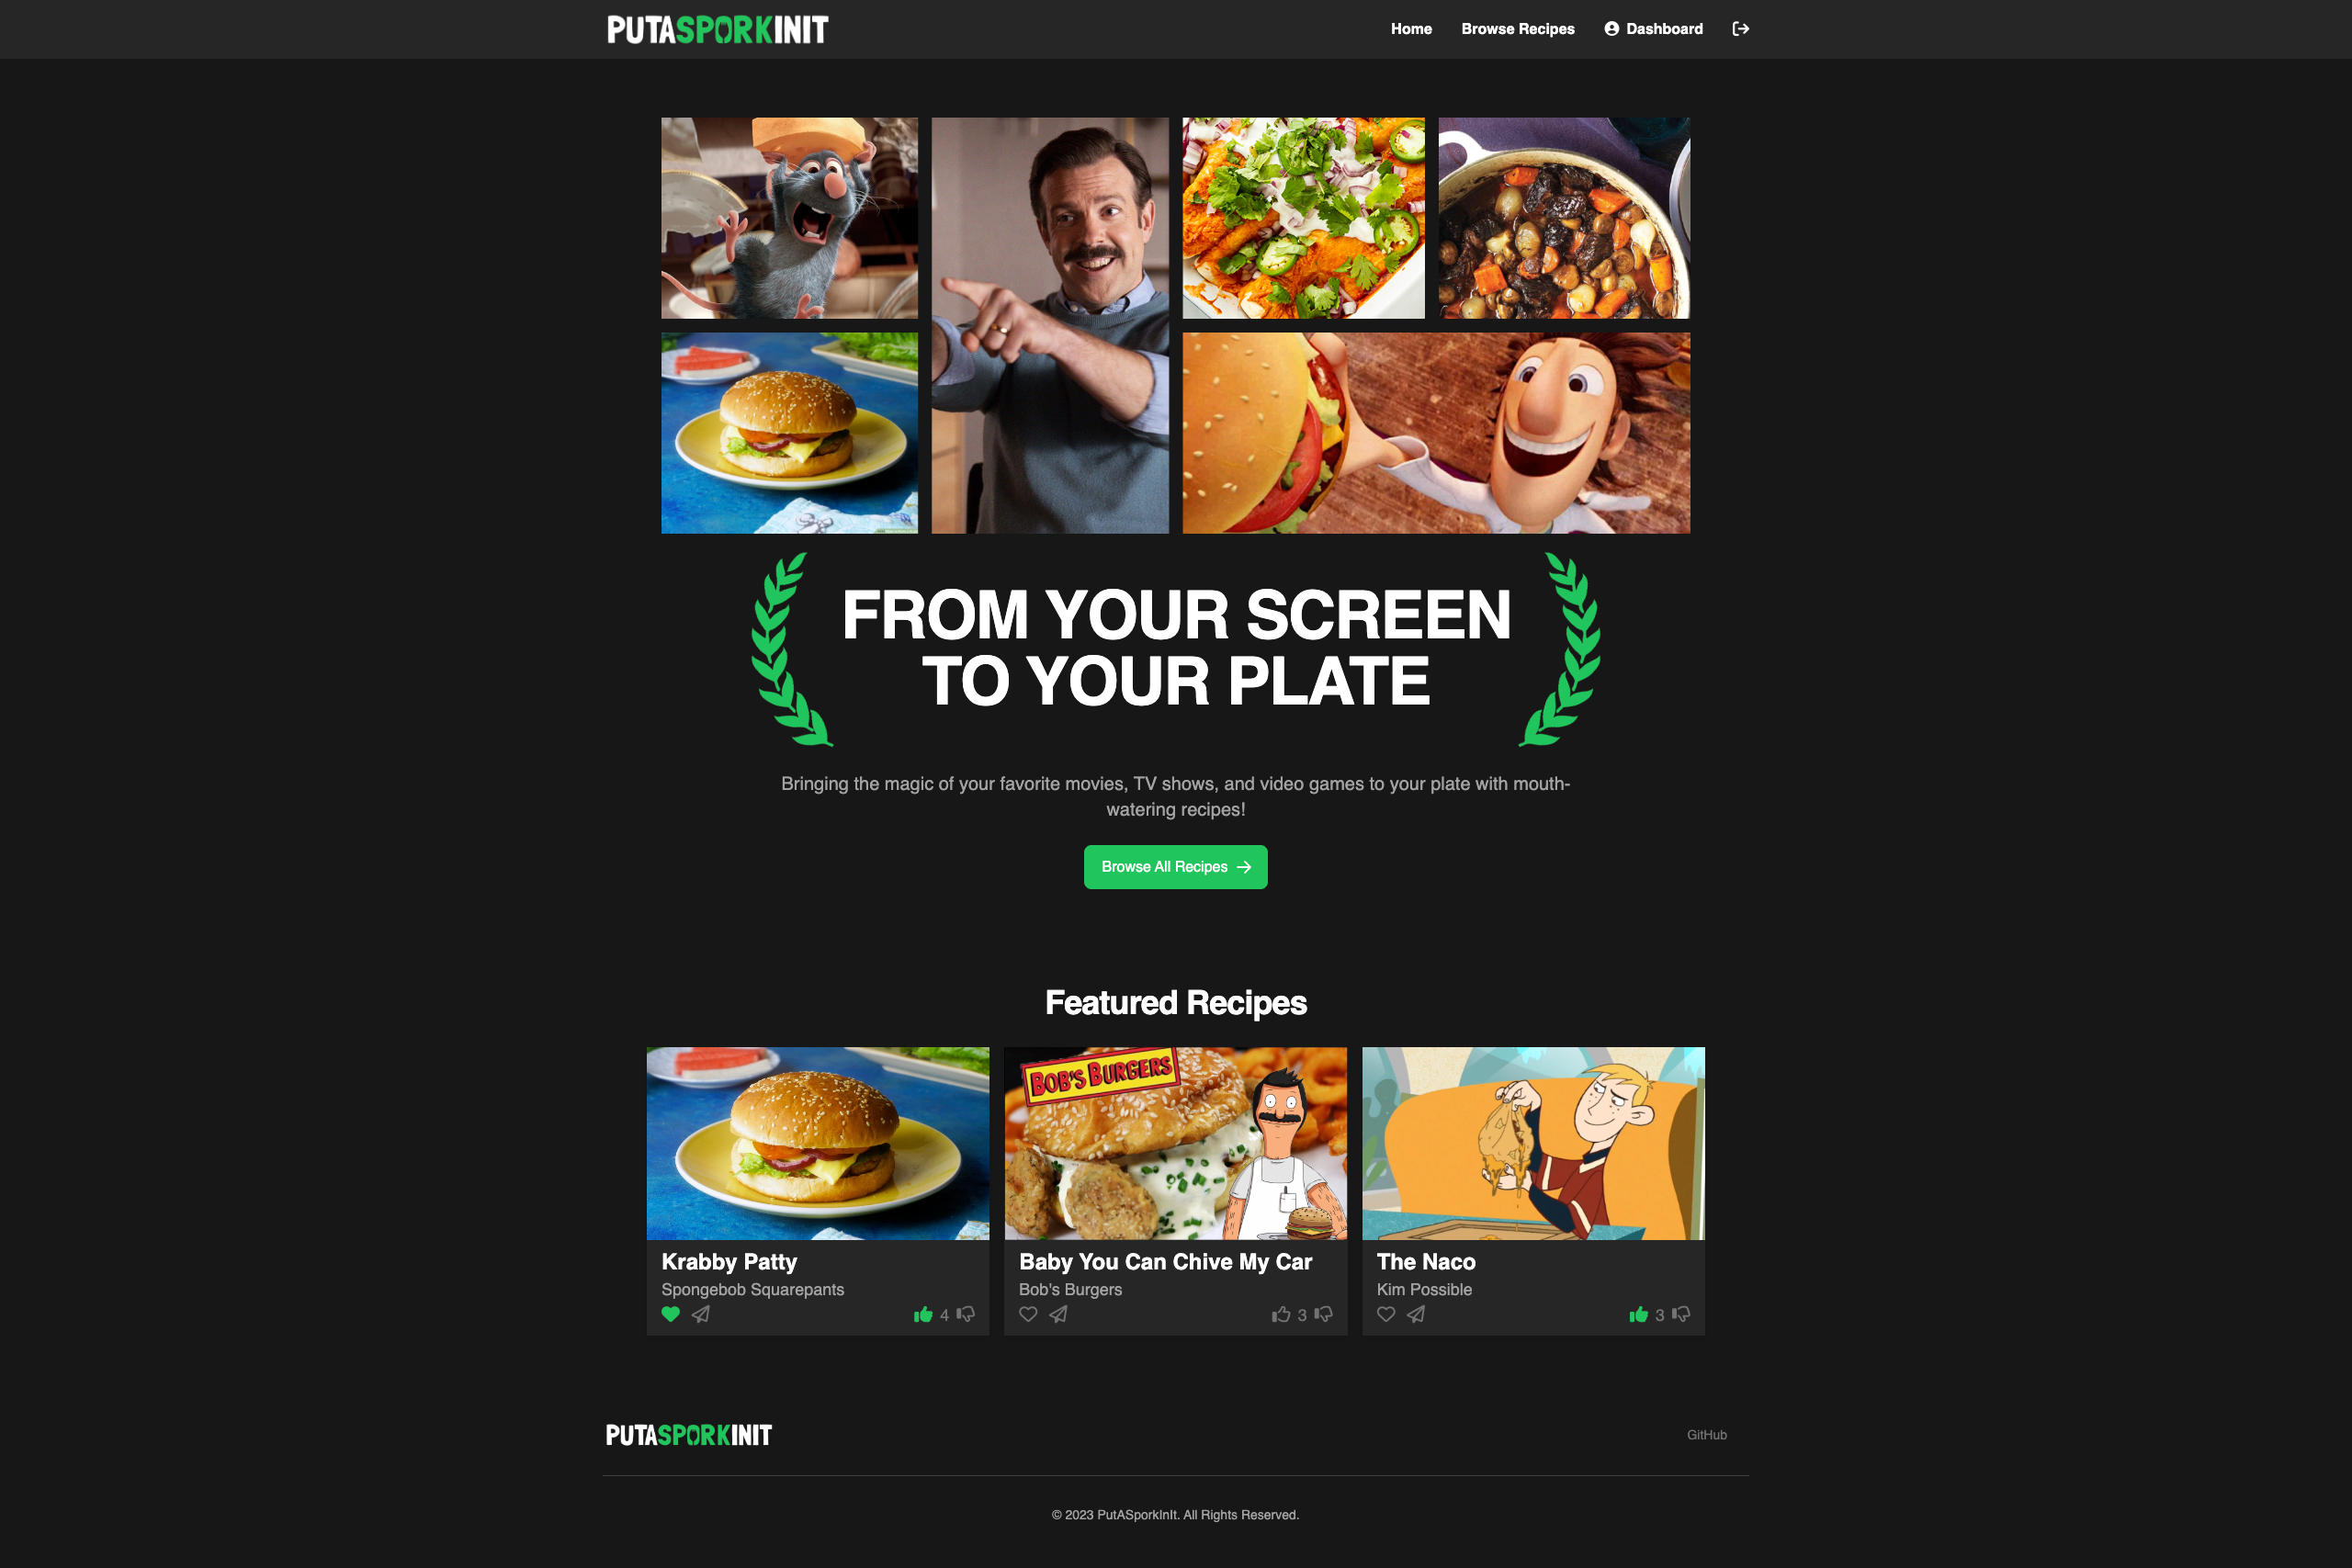 PUTASPORKINIT
Home
Browse Recipes
Dashboard
FROM YOUR SCREEN
TO YOUR PLATE
Bringing the magic of your favorite movies, TV shows, and video games to your plate with mouth-
watering recipes!
Browse All Recipes
Featured Recipes
BOB'S BURGERS
Krabby Patty
Spongebob Squarepants
4
Baby You Can Chive My Car
Bob's Burgers
3
The Naco
Kim Possible
3
PUTASPORKINIT
GitHub
© 2023 PutASporkInIt. All Rights Reserved.